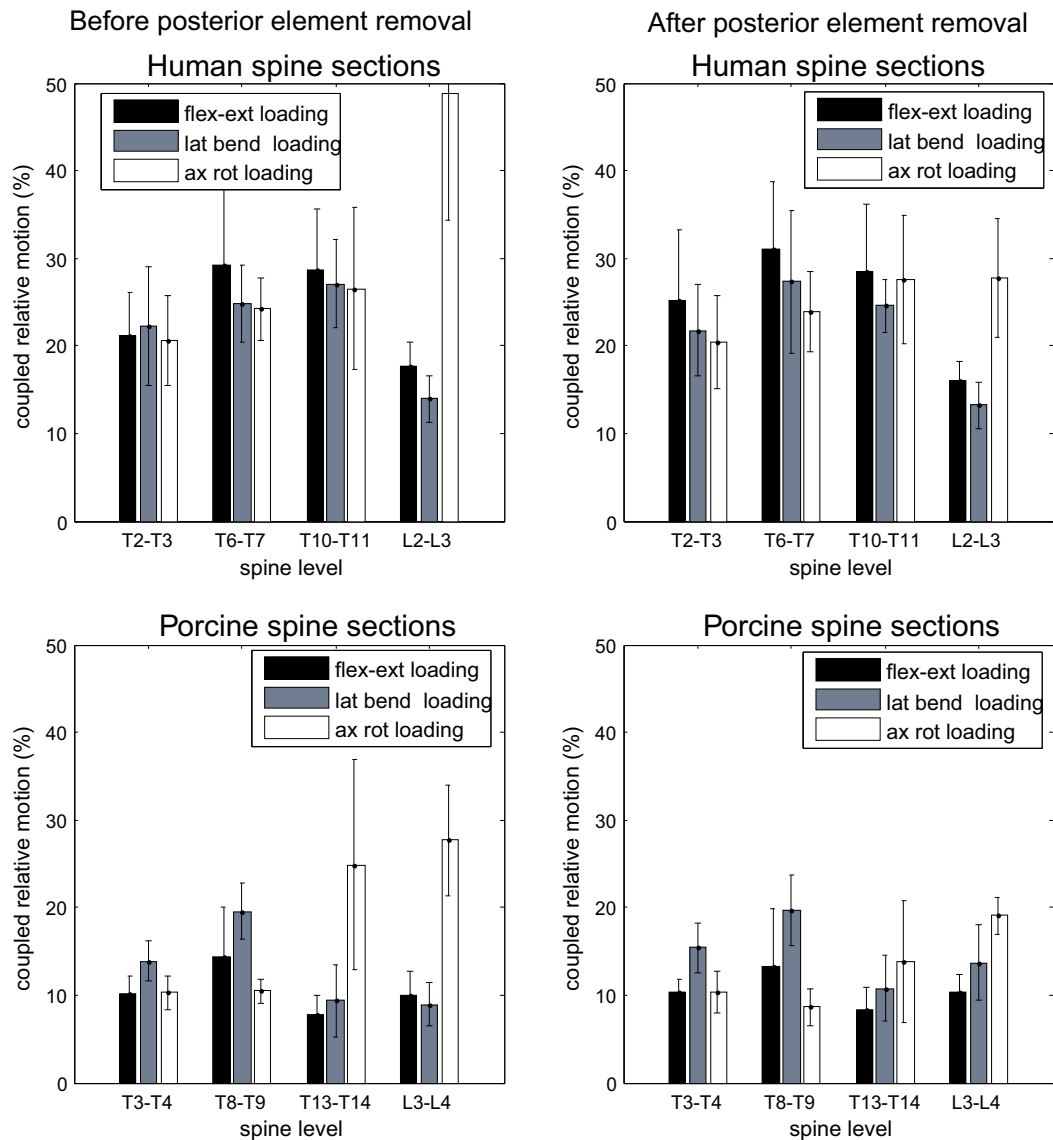 Before posterior element removal
After posterior element removal
Human spine sections
50
40
30
20
10
0
coupled relative motion (%)
flex-ext loading
lat bend loading
ax rot loading
T2-T3
T6-T7
T10-T11
L2-L3
spine level
Human spine sections
50
40
30
20
10
0
coupled relative motion (%)
flex-ext loading
lat bend loading
ax rot loading
T2-T3
T6-T7
T10-T11
L2-L3
spine level
Porcine spine sections
50
40
30
20
10
0
coupled relative motion (%)
flex-ext loading
lat bend loading
ax rot loading
T3-T4
T8-T9
T13-T14
L3-L4
spine level
Porcine spine sections
50
40
30
20
10
0
coupled relative motion (%)
flex-ext loading
lat bend loading
ax rot loading
T3-T4
T8-T9
T13-T14
L3-L4
spine level